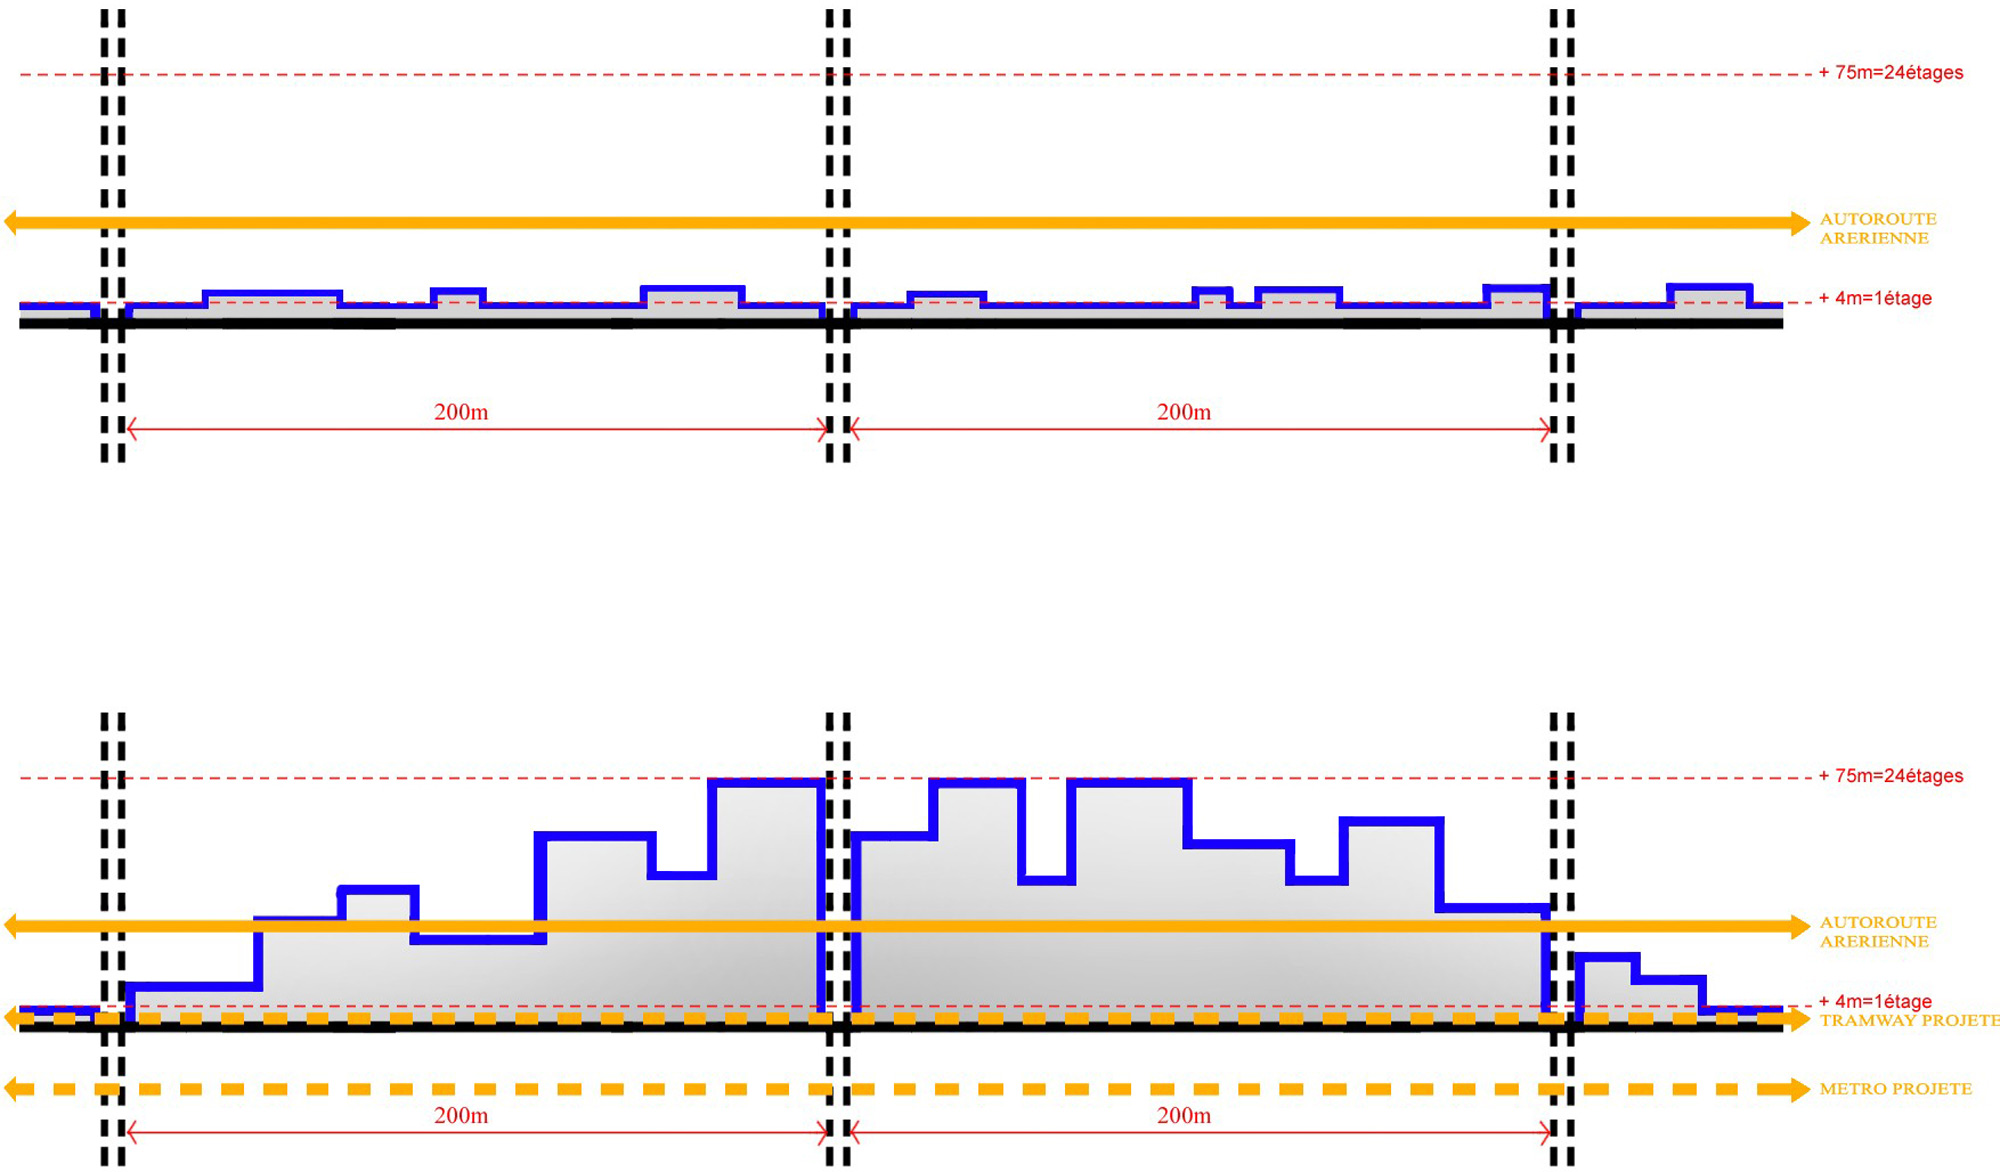 + 75m=24étages
AUTOROUTE
ARERIENNE
+ 4m=1étage
200m
200m
+ 75m=24étages
AUTOROUTE
ARERIENNE
+ 4m=1étage
TRAMWAY PROJETE
METRO PROJETE
200m
200m